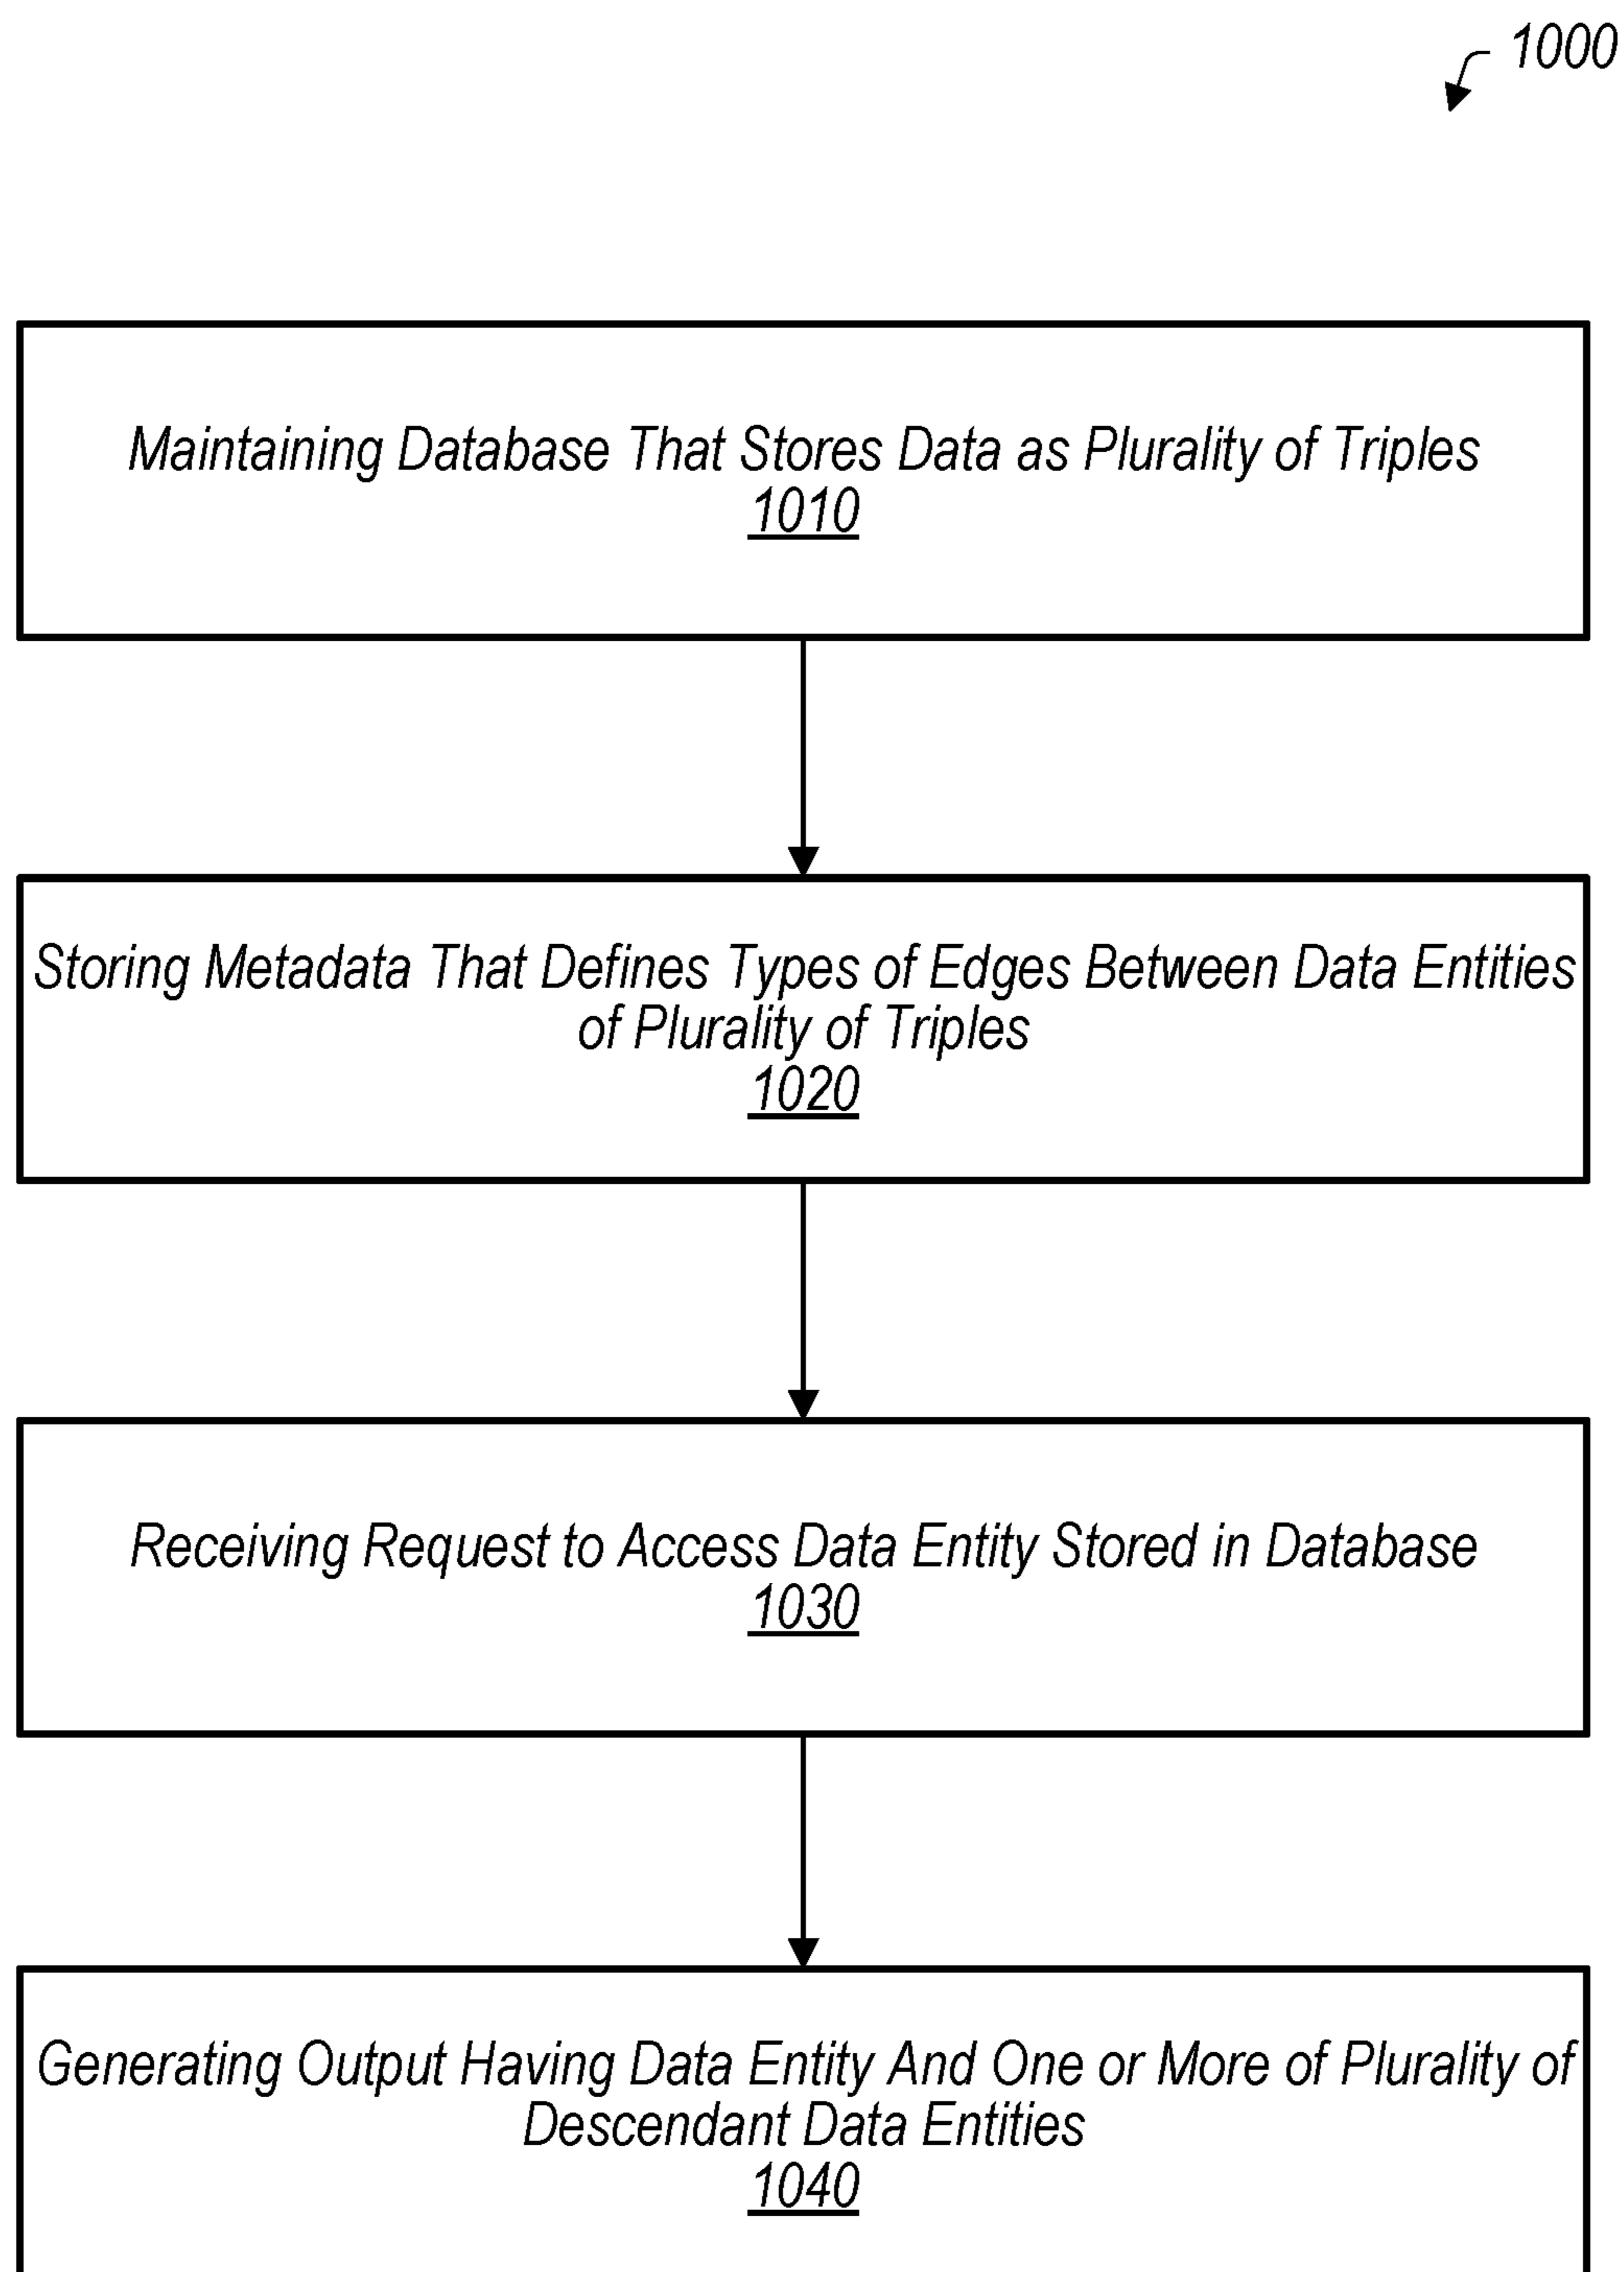 1000
Maintaining Database That Stores Data as Plurality of Triples
1010
Storing Metadata That Defines Types of Edges Between Data Entities
of Plurality of Triples
1020
Receiving Request to Access Data Entity Stored in Database
1030
Generating Output Having Data Entity And One or More of Plurality of
Descendant Data Entities
1040